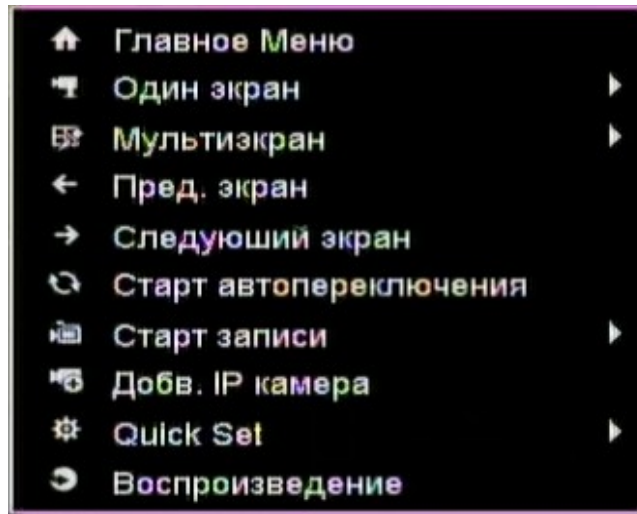 Главное Меню
Один экран
Мультиэкран
Пред. экран
Следуюший экран
Старт автопереключения
Старт записи
Добв. IP камера
Quick Set
Воспроизведение